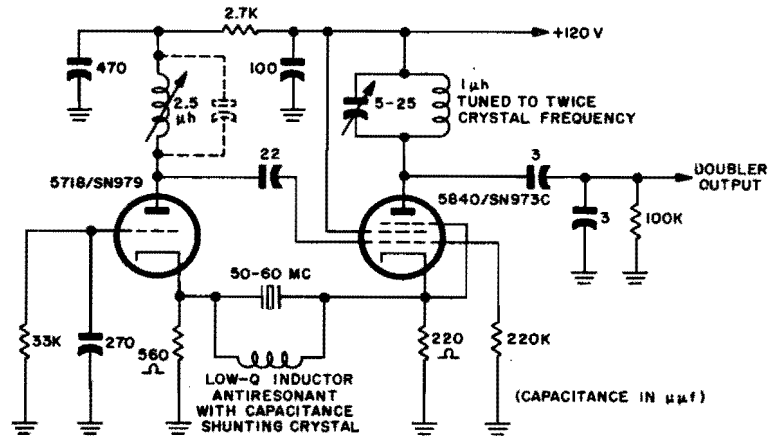 2.7K
+120 V
470
100
2.5
μh
5-25
1 μh
TUNED TO TWICE
CRYSTAL FREQUENCY
5718/SN979
22
3
DOUBLER
OUTPUT
5840/SN973C
3
100K
50-60 MC
33K
270
560
Ω
220
Ω
220K
LOW-Q INDUCTOR
ANTIRESONANT
WITH CAPACITANCE
SHUNTING CRYSTAL
(CAPACITANCE IN μμf)